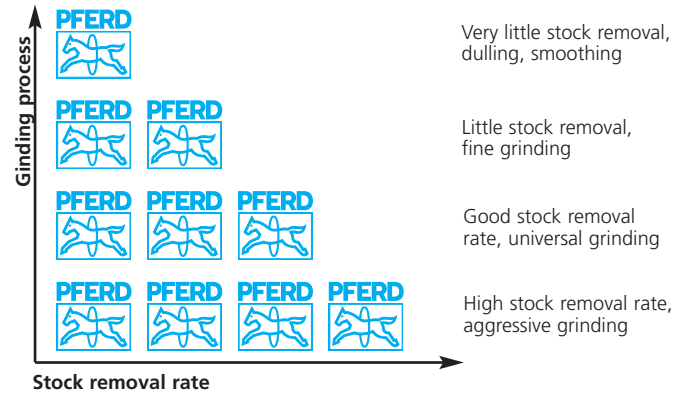 PFERD
Very little stock removal,
dulling, smoothing
Ginding process
PFERD PFERD
Little stock removal,
fine grinding
PFERD PFERD PFERD
Good stock removal
rate, universal grinding
PFERD PFERD PFERD PFERD
High stock removal rate,
aggressive grinding
Stock removal rate